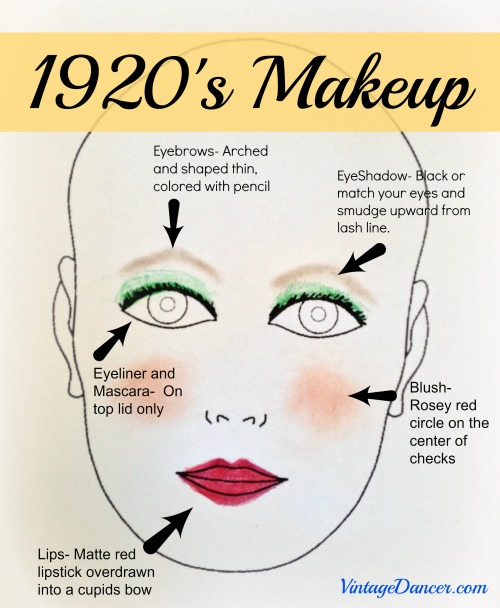 1920's Makeup
Eyebrows- Arched
and shaped thin,
colored with pencil
EyeShadow- Black or
match your eyes and
smudge upward from
lash line.
Eyeliner and
Mascara- On
top lid only
Blush-
Rosey red
circle on the
center of
checks
Lips- Matte red
lipstick overdrawn
into a cupids bow
VintageDancer.com